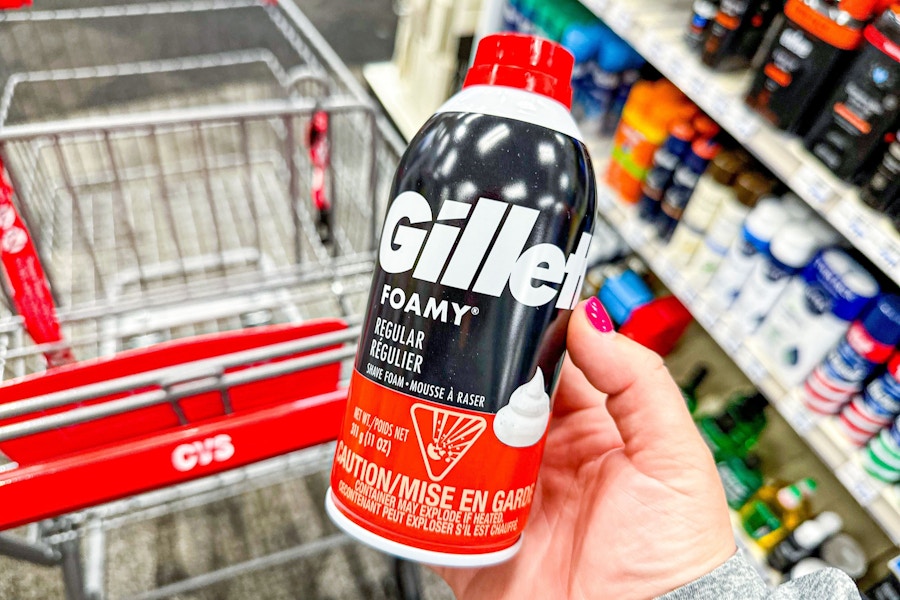 Gillet
FOAMY®
REGULAR
RÉGULIER
SHAVE FOAM • MOUSSE À RASER
NET WT./POIDS NET
311 g (11 OZ)
CAUTION/MISE EN GARDE
CONTAINER MAY EXPLODE IF HEATED.
CE CONTENANT PEUT EXPLOSER S'IL EST CHAUFFÉ.
CVS